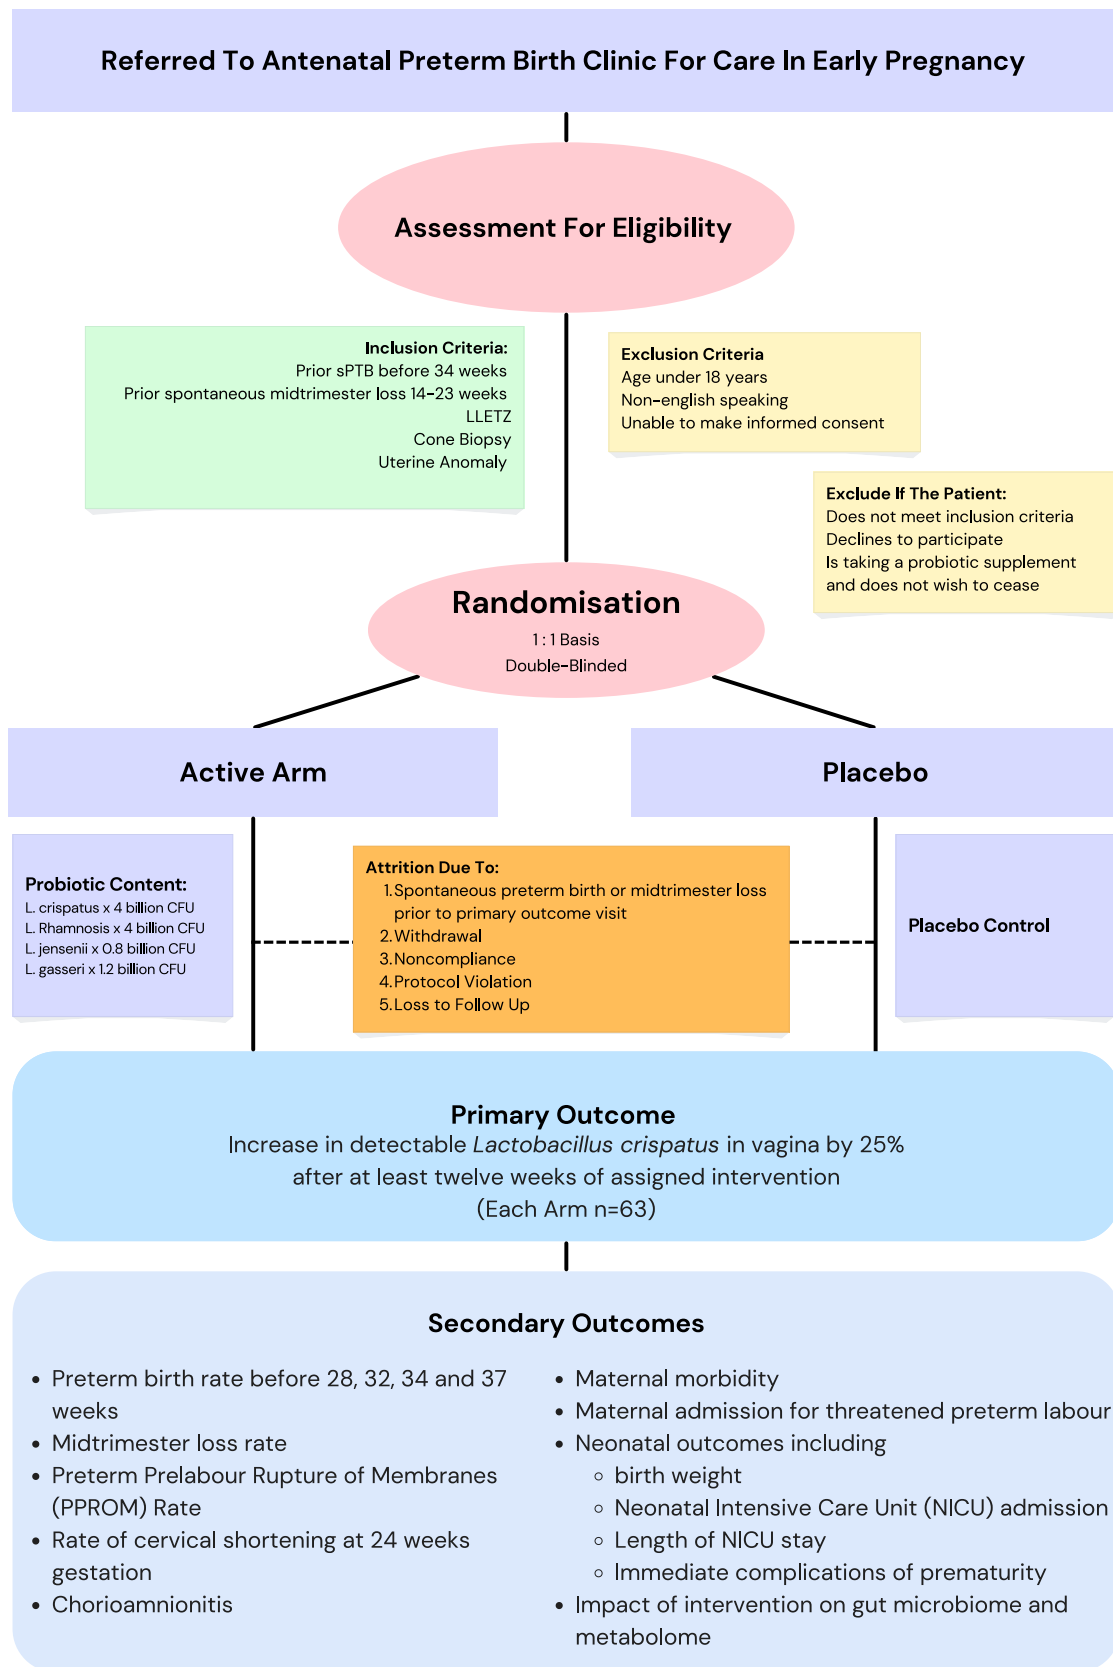 Referred To Antenatal Preterm Birth Clinic For Care In Early Pregnancy
Assessment For Eligibility
Inclusion Criteria:
Prior sPTB before 34 weeks
Prior spontaneous midtrimester loss 14-23 weeks
LLETZ
Cone Biopsy
Uterine Anomaly
Exclusion Criteria
Age under 18 years
Non-english speaking
Unable to make informed consent
Exclude If The Patient:
Does not meet inclusion criteria
Declines to participate
Is taking a probiotic supplement
and does not wish to cease
Randomisation
1 : 1 Basis
Double-Blinded
Active Arm
Placebo
Probiotic Content:
L. crispatus x 4 billion CFU
L. Rhamnosis x 4 billion CFU
L. jensenii x 0.8 billion CFU
L. gasseri x 1.2 billion CFU
Attrition Due To:
1. Spontaneous preterm birth or midtrimester loss
prior to primary outcome visit
2. Withdrawal
3. Noncompliance
4. Protocol Violation
5. Loss to Follow Up
Placebo Control
Primary Outcome
Increase in detectable Lactobacillus crispatus in vagina by 25%
after at least twelve weeks of assigned intervention
(Each Arm n=63)
Secondary Outcomes
• Preterm birth rate before 28, 32, 34 and 37
weeks
• Midtrimester loss rate
• Preterm Prelabour Rupture of Membranes
(PPROM) Rate
• Rate of cervical shortening at 24 weeks
gestation
• Chorioamnionitis
• Maternal morbidity
• Maternal admission for threatened preterm labour
• Neonatal outcomes including
◦ birth weight
◦ Neonatal Intensive Care Unit (NICU) admission
◦ Length of NICU stay
◦ Immediate complications of prematurity
• Impact of intervention on gut microbiome and
metabolome